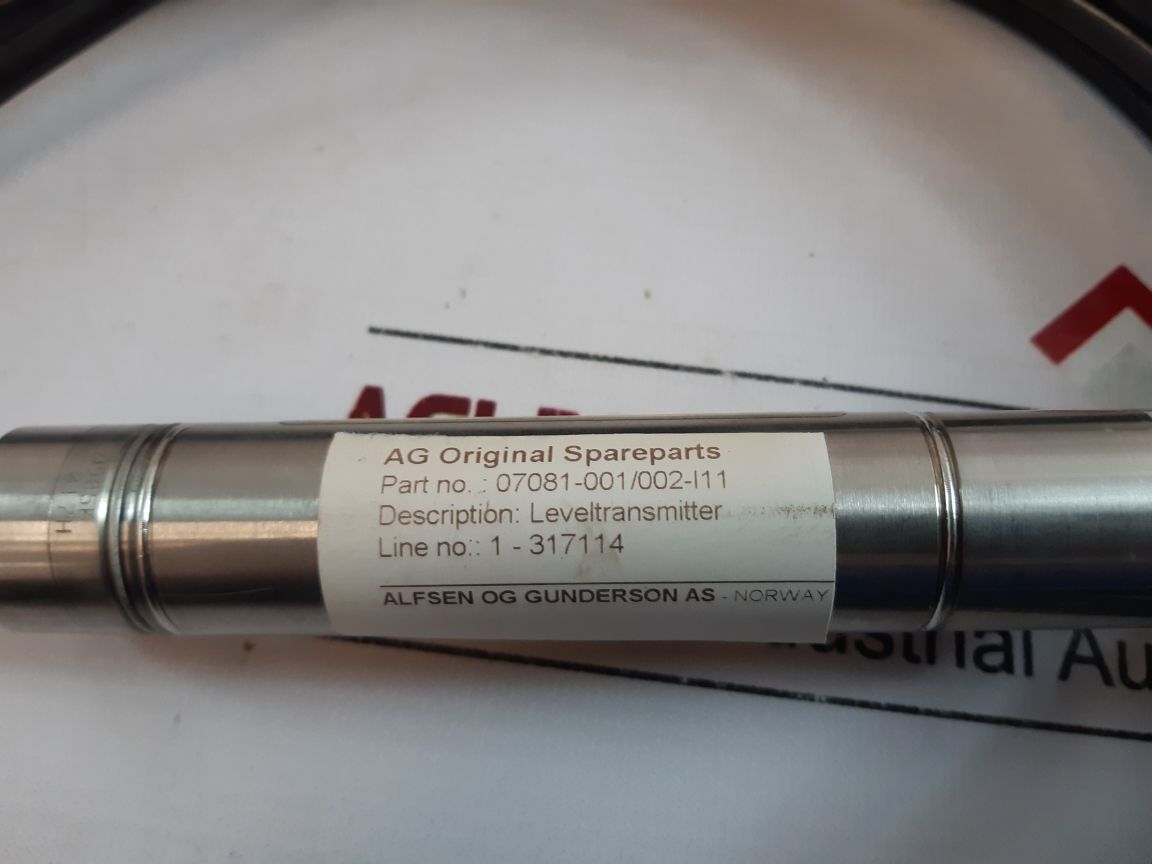 AG Original Spareparts
Part no. : 07081-001/002-I11
Description: Leveltransmitter
Line no.: 1 - 317114
ALFSEN OG GUNDERSON AS - NORWAY